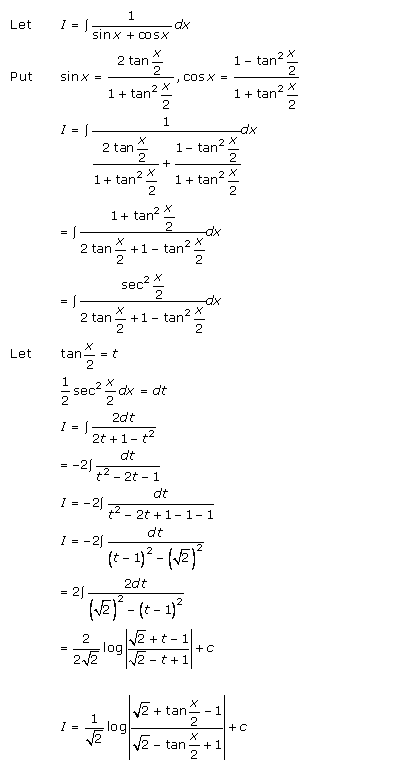 Let I = ∫ 1/(sin x + cos x) dx
Put sin x = (2 tan x/2)/(1 + tan² x/2), cos x = (1 − tan² x/2)/(1 + tan² x/2)
I = ∫ 1/((2 tan x/2)/(1 + tan² x/2) + (1 − tan² x/2)/(1 + tan² x/2)) dx
= ∫ (1 + tan² x/2)/(2 tan x/2 + 1 − tan² x/2) dx
= ∫ (sec² x/2)/(2 tan x/2 + 1 − tan² x/2) dx
Let tan x/2 = t
1/2 sec² x/2 dx = dt
I = ∫ 2dt/(2t + 1 − t²)
= −2∫ dt/(t² − 2t − 1)
I = −2∫ dt/(t² − 2t + 1 − 1 − 1)
I = −2∫ dt/((t − 1)² − (√2)²)
= 2∫ 2dt/((√2)² − (t − 1)²)
= 2/(2√2) log|(√2 + t − 1)/(√2 − t + 1)| + c
I = 1/√2 log|(√2 + tan x/2 − 1)/(√2 − tan x/2 + 1)| + c